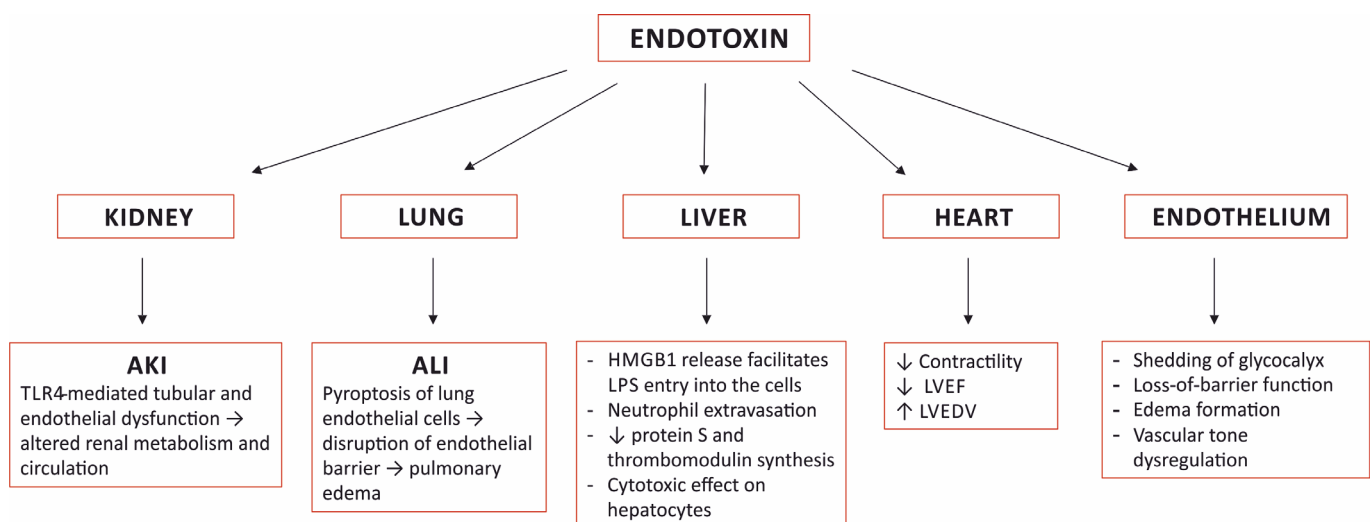 ENDOTOXIN
KIDNEY
LUNG
LIVER
HEART
ENDOTHELIUM
AKI
TLR4-mediated tubular and
endothelial dysfunction →
altered renal metabolism and
circulation
ALI
Pyroptosis of lung
endothelial cells →
disruption of endothelial
barrier → pulmonary
edema
- HMGB1 release facilitates
LPS entry into the cells
- Neutrophil extravasation
- ↓ protein S and
thrombomodulin synthesis
- Cytotoxic effect on
hepatocytes
↓ Contractility
↓ LVEF
↑ LVEDV
- Shedding of glycocalyx
- Loss-of-barrier function
- Edema formation
- Vascular tone
dysregulation